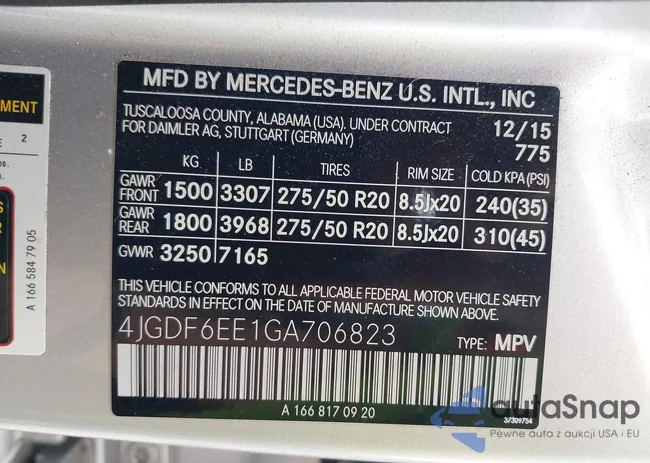 MFD BY MERCEDES-BENZ U.S. INTL., INC
TUSCALOOSA COUNTY, ALABAMA (USA). UNDER CONTRACT 12/15
FOR DAIMLER AG, STUTTGART (GERMANY) 775
KG LB TIRES RIM SIZE COLD KPA (PSI)
GAWR FRONT 1500 3307 275/50 R20 8.5Jx20 240(35)
GAWR REAR 1800 3968 275/50 R20 8.5Jx20 310(45)
GVWR 3250 7165
THIS VEHICLE CONFORMS TO ALL APPLICABLE FEDERAL MOTOR VEHICLE SAFETY
STANDARDS IN EFFECT ON THE DATE OF MANUFACTURE SHOWN ABOVE.
4JGDF6EE1GA706823 TYPE: MPV
A 166 817 09 20
37309754
MENT
2
A 166 584 79 05
autaSnap
Pewne auta z aukcji USA i EU